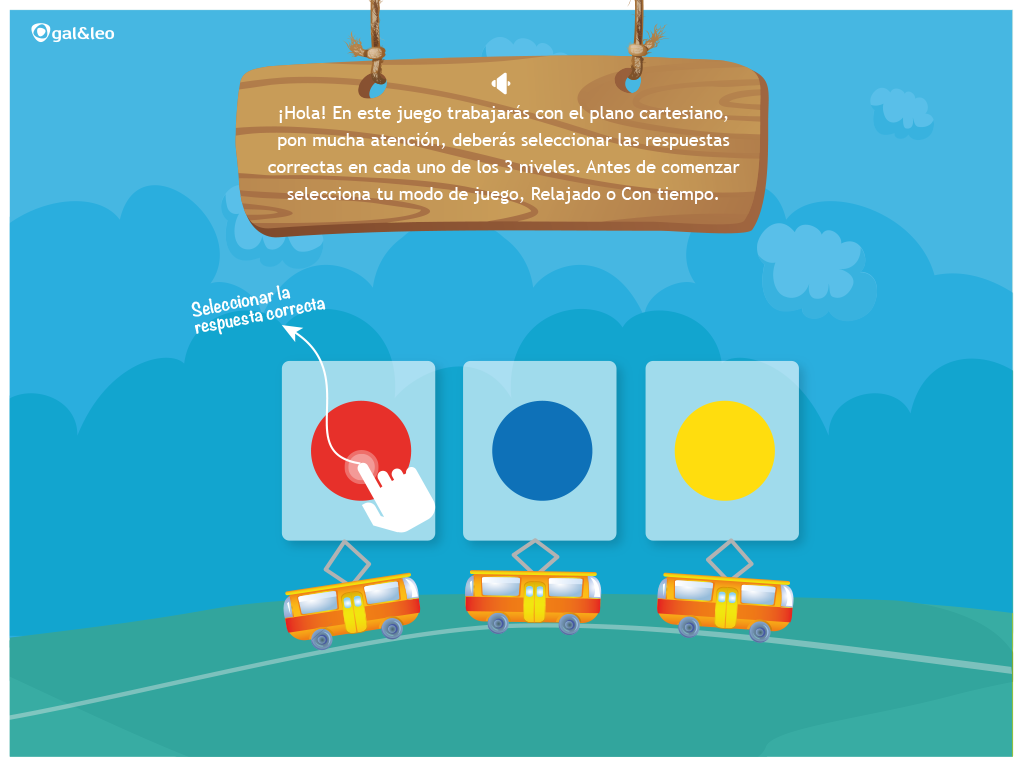 gal&leo
¡Hola! En este juego trabajarás con el plano cartesiano,
pon mucha atención, deberás seleccionar las respuestas
correctas en cada uno de los 3 niveles. Antes de comenzar
selecciona tu modo de juego, Relajado o Con tiempo.
Seleccionar la
respuesta correcta